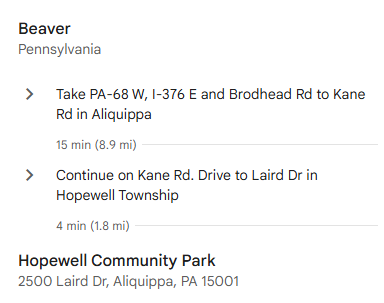 Beaver
Pennsylvania
Take PA-68 W, I-376 E and Brodhead Rd to Kane
Rd in Aliquippa
15 min (8.9 mi)
Continue on Kane Rd. Drive to Laird Dr in
Hopewell Township
4 min (1.8 mi)
Hopewell Community Park
2500 Laird Dr, Aliquippa, PA 15001